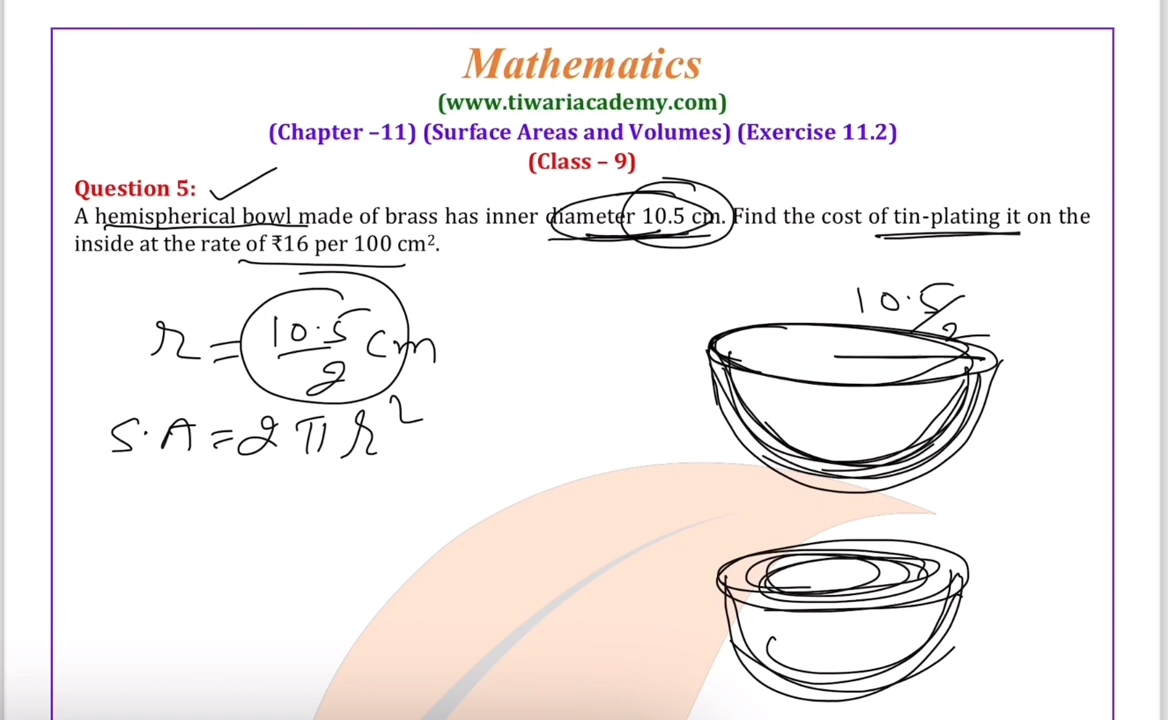 Mathematics
(www.tiwariacademy.com)
(Chapter –11) (Surface Areas and Volumes) (Exercise 11.2)
(Class – 9)
Question 5:
A hemispherical bowl made of brass has inner diameter 10.5 cm. Find the cost of tin-plating it on the
inside at the rate of ₹16 per 100 cm².
r = 10.5/2 cm
10.5/2
S.A = 2πr²